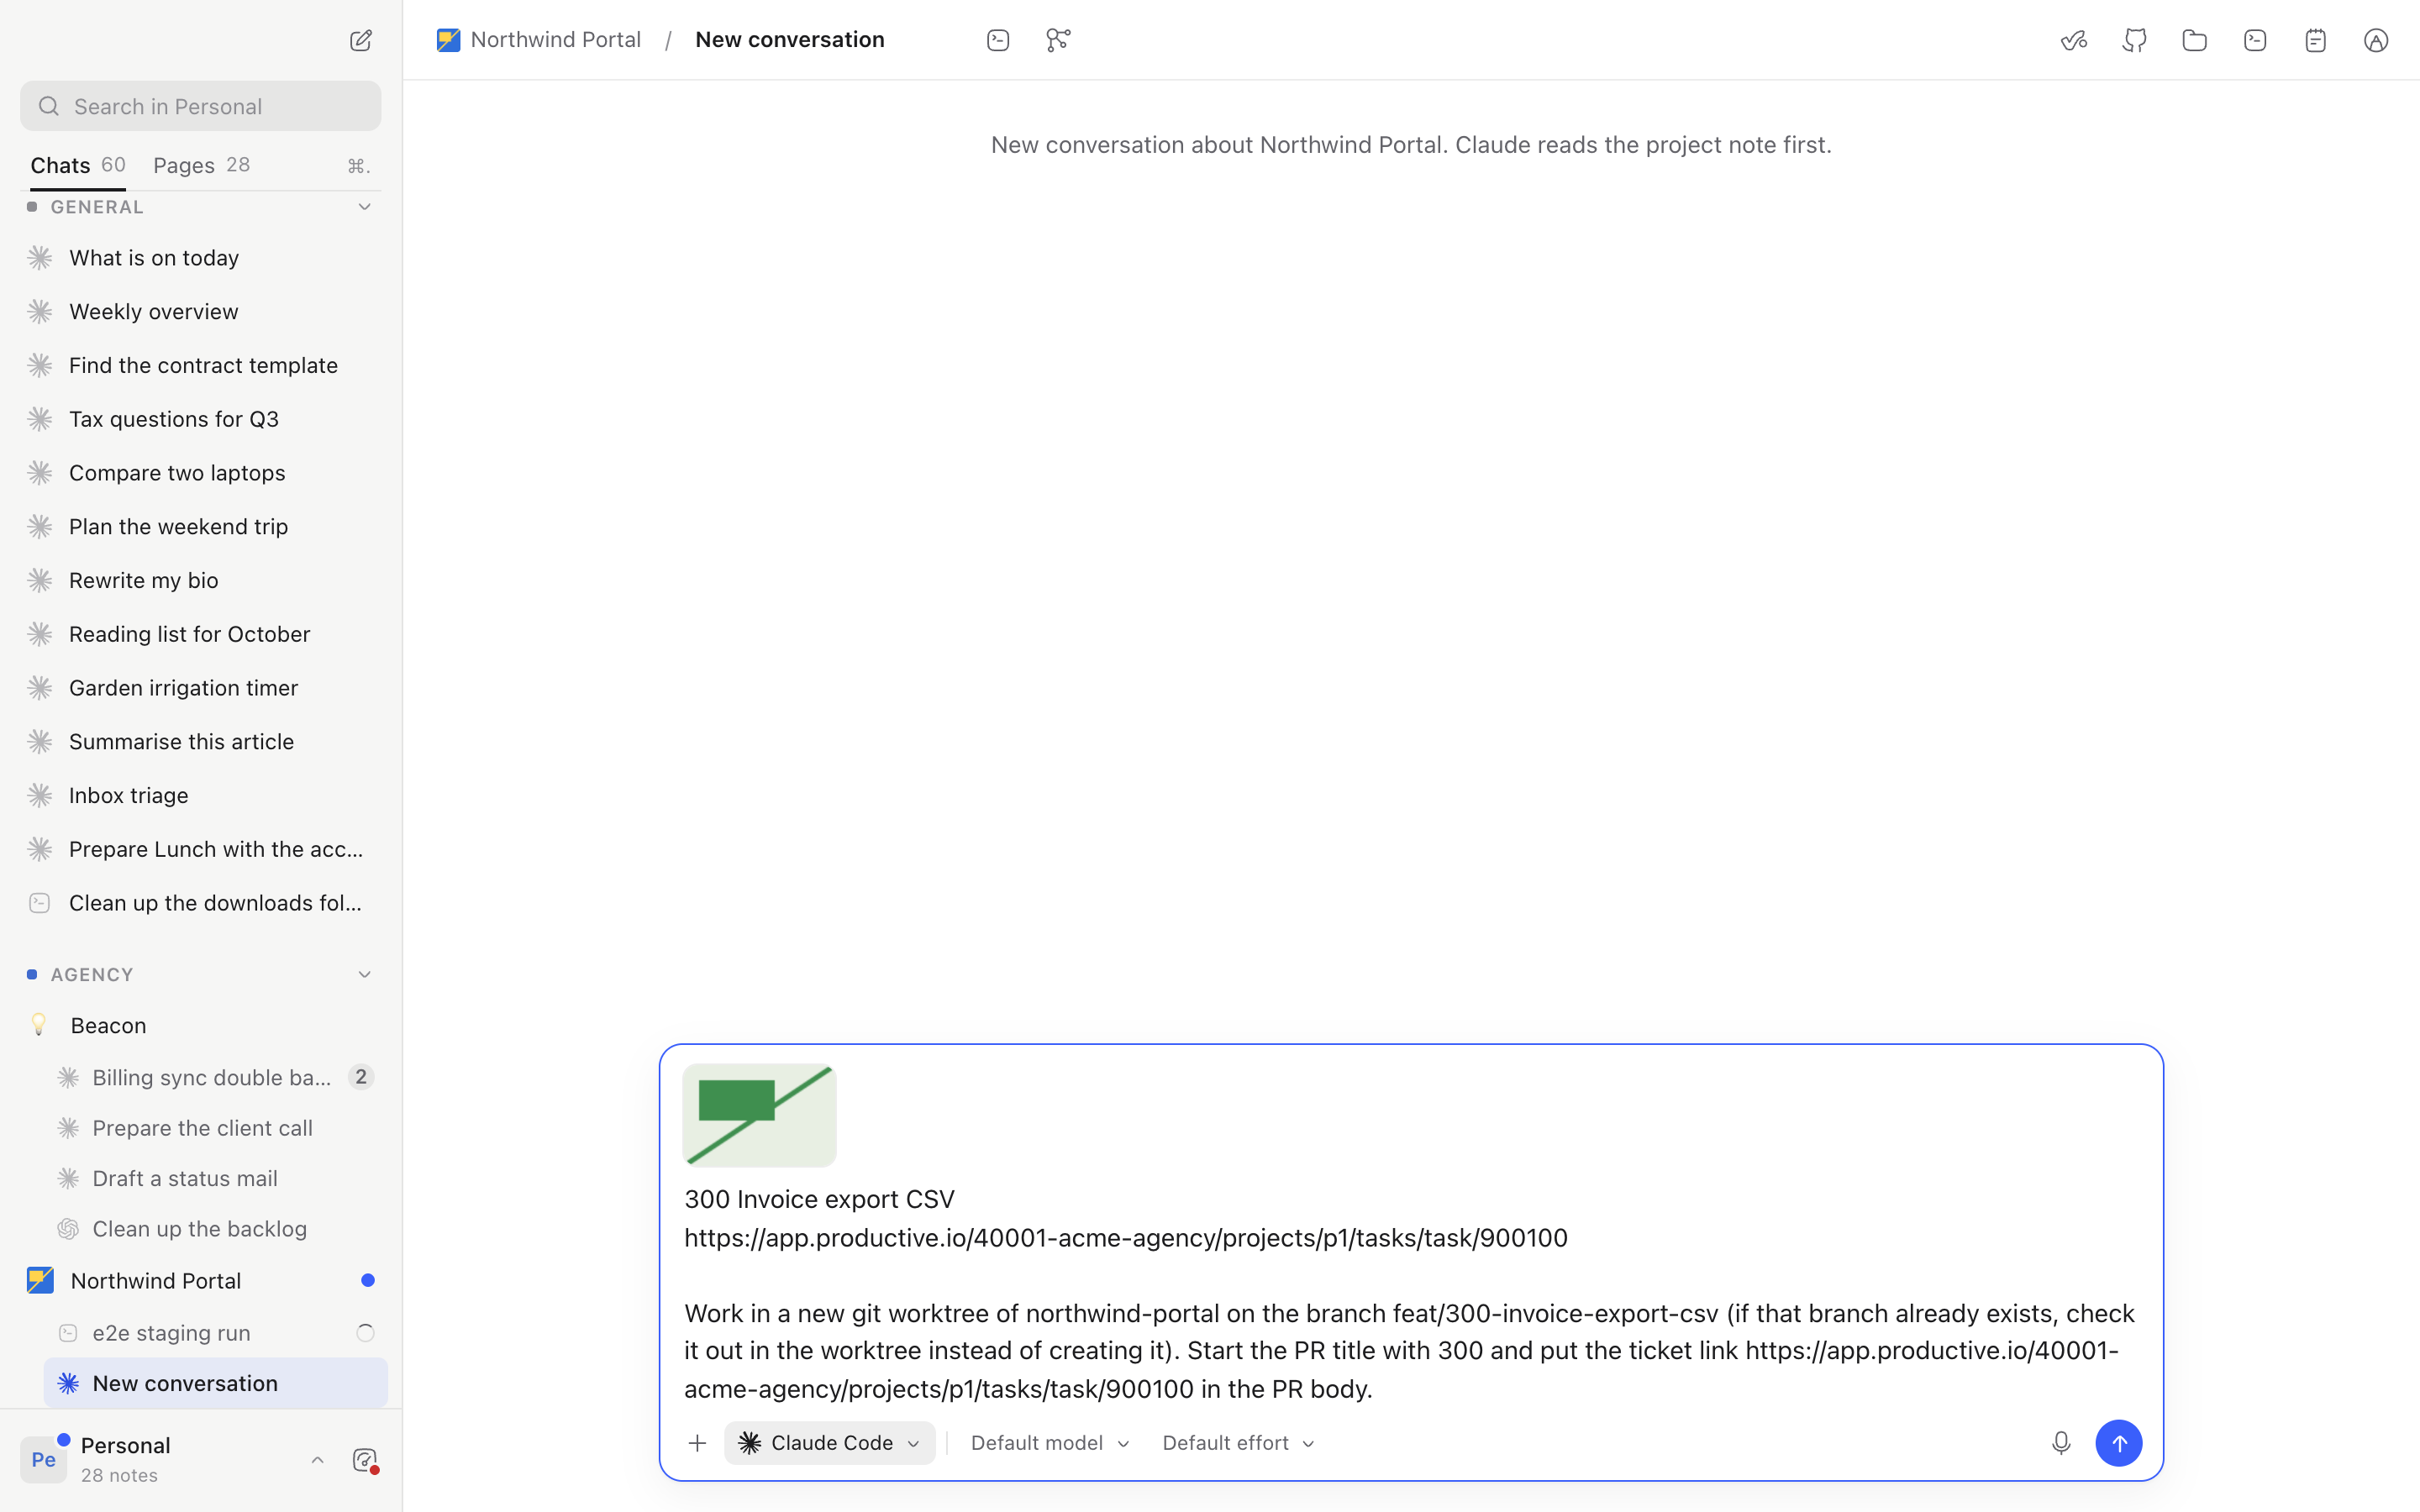 Northwind Portal / New conversation
Search in Personal
Chats 60 Pages 28 ⌘.
GENERAL
What is on today
Weekly overview
Find the contract template
Tax questions for Q3
Compare two laptops
Plan the weekend trip
Rewrite my bio
Reading list for October
Garden irrigation timer
Summarise this article
Inbox triage
Prepare Lunch with the acc...
Clean up the downloads fol...
AGENCY
Beacon
Billing sync double ba... 2
Prepare the client call
Draft a status mail
Clean up the backlog
Northwind Portal
e2e staging run
New conversation
Pe Personal
28 notes
New conversation about Northwind Portal. Claude reads the project note first.
300 Invoice export CSV
https://app.productive.io/40001-acme-agency/projects/p1/tasks/task/900100
Work in a new git worktree of northwind-portal on the branch feat/300-invoice-export-csv (if that branch already exists, check
it out in the worktree instead of creating it). Start the PR title with 300 and put the ticket link https://app.productive.io/40001-
acme-agency/projects/p1/tasks/task/900100 in the PR body.
Claude Code Default model Default effort